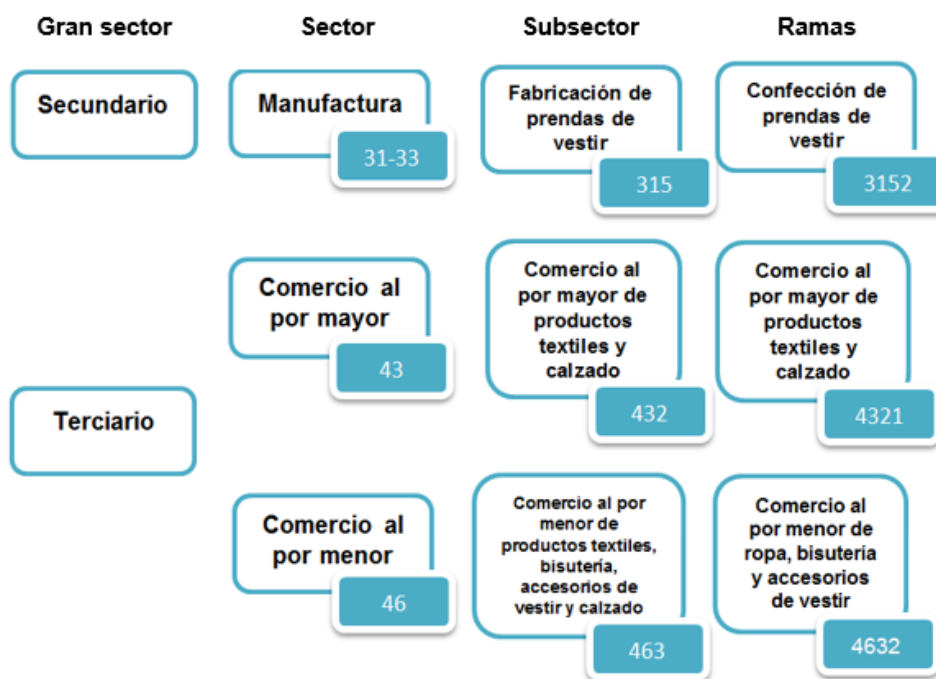 Gran sector
Sector
Subsector
Ramas
Secundario
Manufactura
31-33
Fabricación de
prendas de
vestir
315
Confección de
prendas de
vestir
3152
Terciario
Comercio al
por mayor
43
Comercio al
por mayor de
productos
textiles y
calzado
432
Comercio al
por mayor de
productos
textiles y
calzado
4321
Comercio al
por menor
46
Comercio al por
menor de
productos textiles,
bisutería,
accesorios de
vestir y calzado
463
Comercio al
por menor de
ropa, bisutería
y accesorios
de vestir
4632